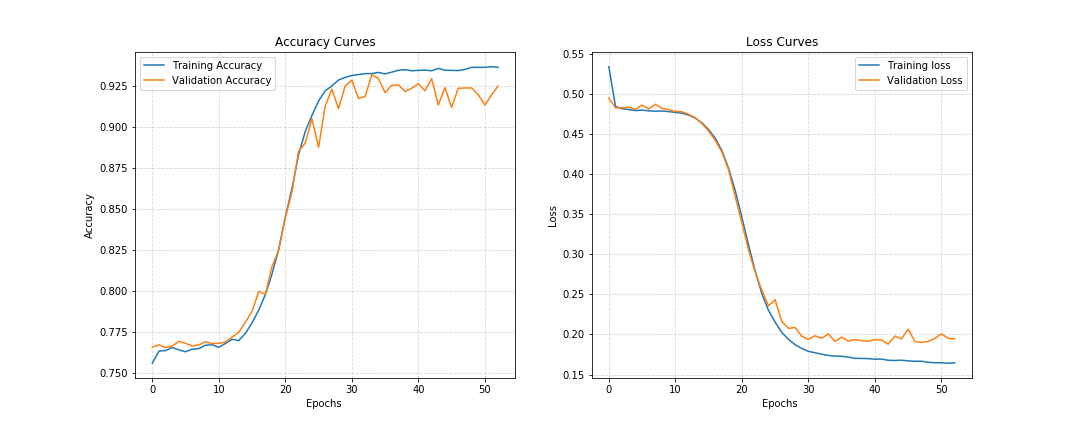 Accuracy Curves
Training Accuracy
Validation Accuracy
0.925
0.900
0.875
0.850
0.825
0.800
0.775
0.750
Accuracy
0 10 20 30 40 50
Epochs
Loss Curves
Training loss
Validation Loss
0.55
0.50
0.45
0.40
0.35
0.30
0.25
0.20
0.15
Loss
0 10 20 30 40 50
Epochs